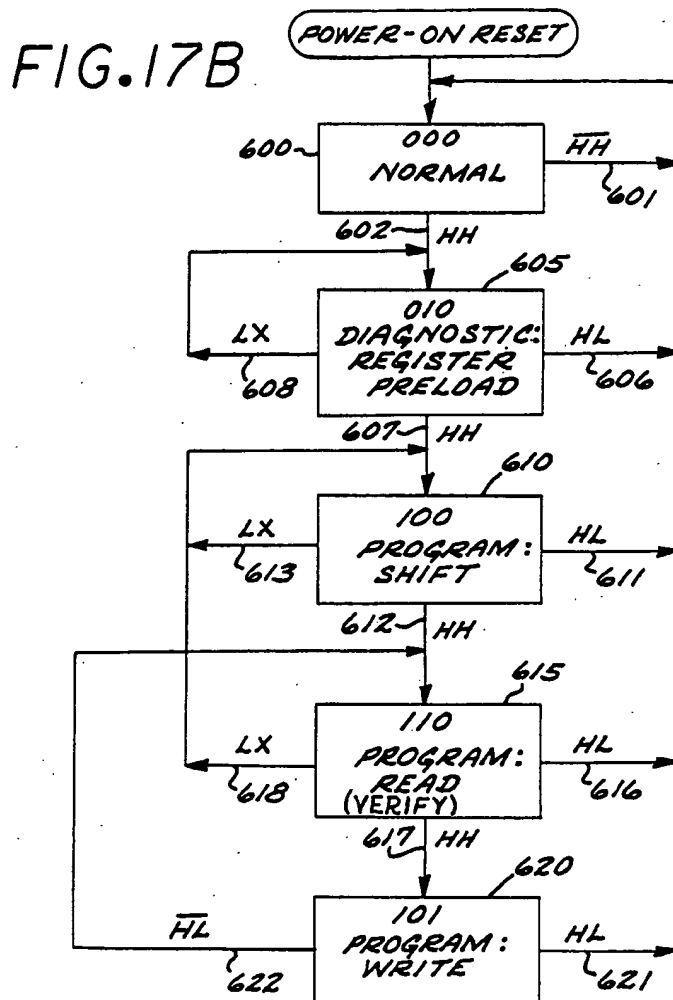 FIG.17B
POWER-ON RESET
600
000
NORMAL
H̅H̅
601
602
HH
605
010
DIAGNOSTIC:
REGISTER
PRELOAD
LX
608
HL
606
607
HH
610
100
PROGRAM:
SHIFT
LX
613
HL
611
612
HH
615
110
PROGRAM:
READ
(VERIFY)
LX
618
HL
616
617
HH
620
101
PROGRAM:
WRITE
H̅L̅
622
HL
621